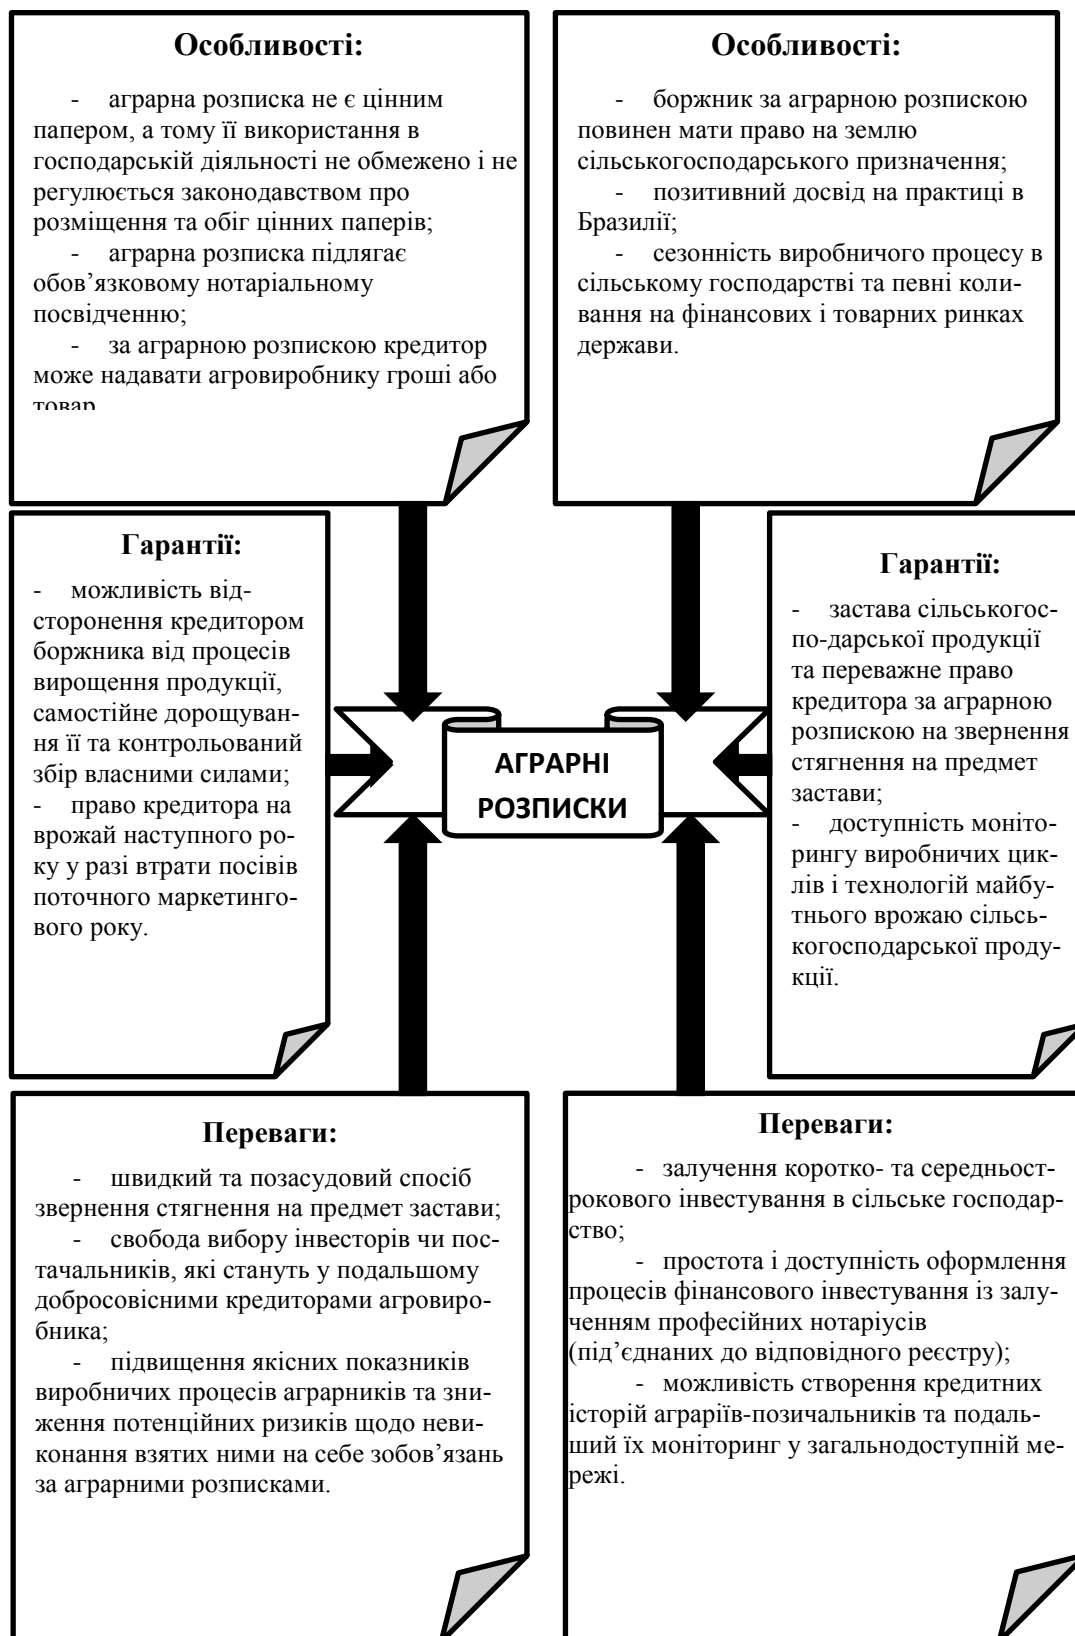 Особливості:
- аграрна розписка не є цінним
папером, а тому її використання в
господарській діяльності не обмежено і не
регулюється законодавством про
розміщення та обіг цінних паперів;
- аграрна розписка підлягає
обов’язковому нотаріальному
посвідченню;
- за аграрною розпискою кредитор
може надавати агровиробнику гроші або
товар
Особливості:
- боржник за аграрною розпискою
повинен мати право на землю
сільськогосподарського призначення;
- позитивний досвід на практиці в
Бразилії;
- сезонність виробничого процесу в
сільському господарстві та певні коли-
вання на фінансових і товарних ринках
держави.
Гарантії:
- можливість від-
сторонення кредитором
боржника від процесів
вирощення продукції,
самостійне дорощуван-
ня її та контрольований
збір власними силами;
- право кредитора на
врожай наступного ро-
ку у разі втрати посівів
поточного маркетинго-
вого року.
АГРАРНІ
РОЗПИСКИ
Гарантії:
- застава сільськогос-
по-дарської продукції
та переважне право
кредитора за аграрною
розпискою на звернення
стягнення на предмет
застави;
- доступність моніто-
рингу виробничих цик-
лів і технологій майбу-
тнього врожаю сільсь-
когосподарської проду-
кції.
Переваги:
- швидкий та позасудовий спосіб
звернення стягнення на предмет застави;
- свобода вибору інвесторів чи пос-
тачальників, які стануть у подальшому
добросовісними кредиторами агровиро-
бника;
- підвищення якісних показників
виробничих процесів аграрників та зни-
ження потенційних ризиків щодо неви-
конання взятих ними на себе зобов’язань
за аграрними розписками.
Переваги:
- залучення коротко- та середньост-
рокового інвестування в сільське господар-
ство;
- простота і доступність оформлення
процесів фінансового інвестування із залу-
ченням професійних нотаріусів
(під’єднаних до відповідного реєстру);
- можливість створення кредитних
історій аграріїв-позичальників та подаль-
ший їх моніторинг у загальнодоступній ме-
режі.